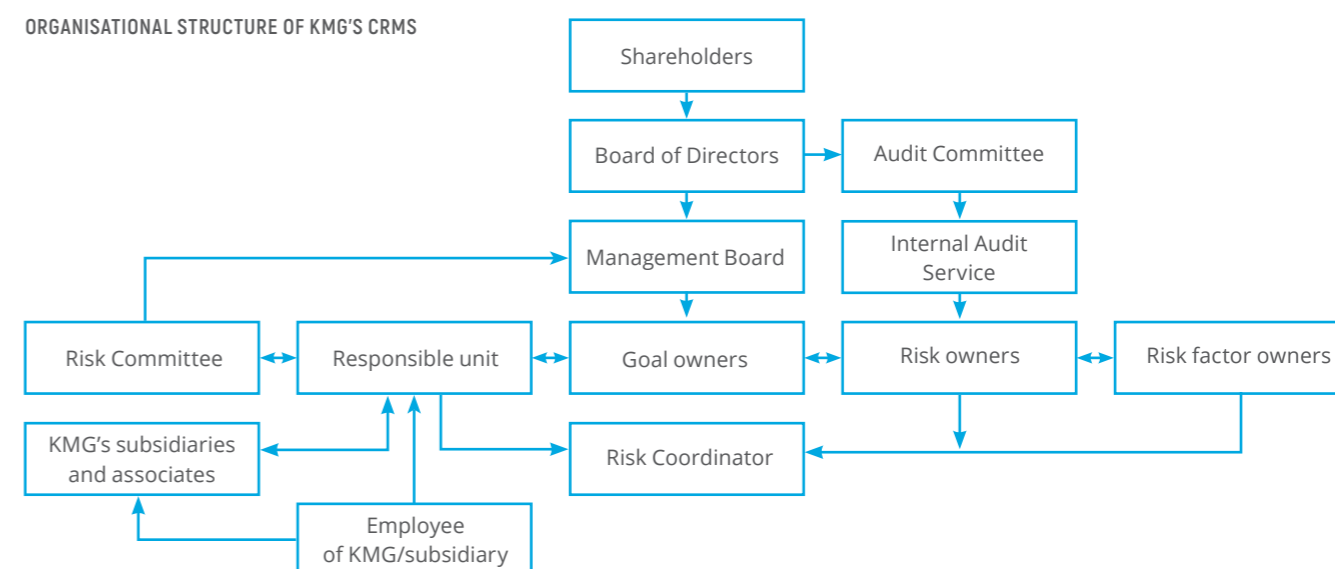 ORGANISATIONAL STRUCTURE OF KMG'S CRMS
Shareholders
Board of Directors
Audit Committee
Management Board
Internal Audit
Service
Risk Committee
Responsible unit
Goal owners
Risk owners
Risk factor owners
KMG's subsidiaries
and associates
Risk Coordinator
Employee
of KMG/subsidiary